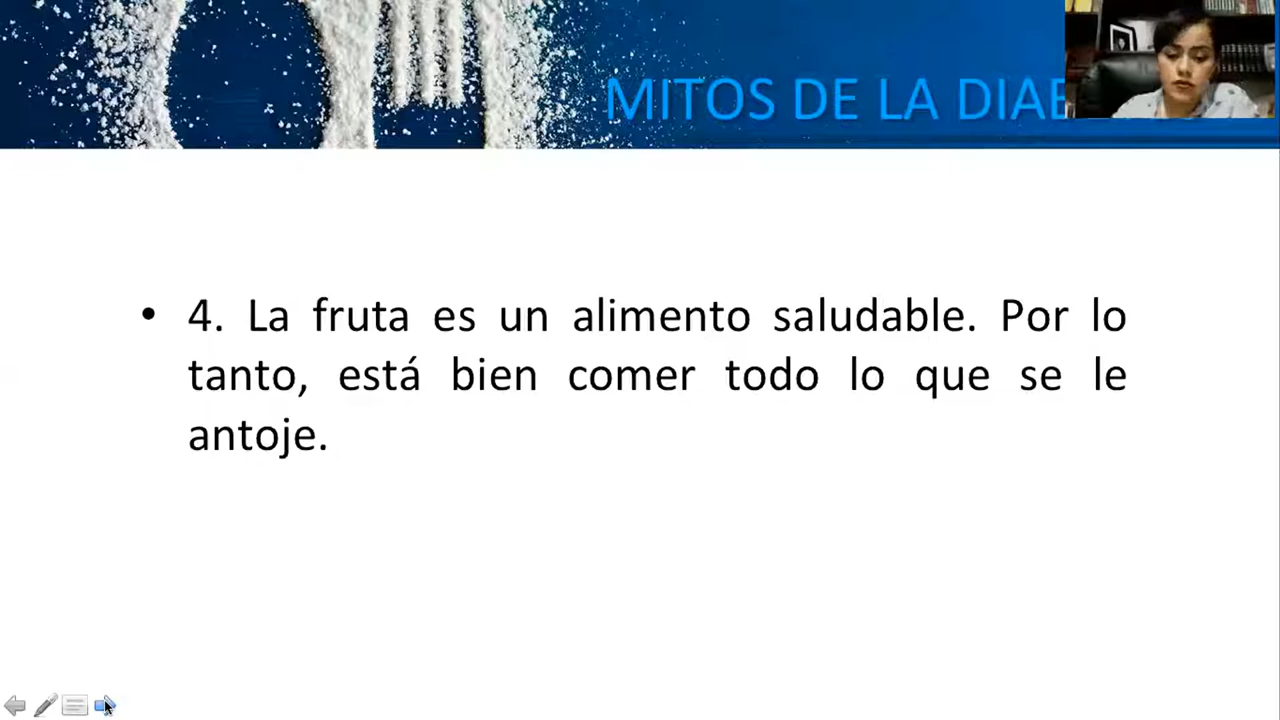 MITOS DE LA DIAB
• 4. La fruta es un alimento saludable. Por lo
tanto, está bien comer todo lo que se le
antoje.